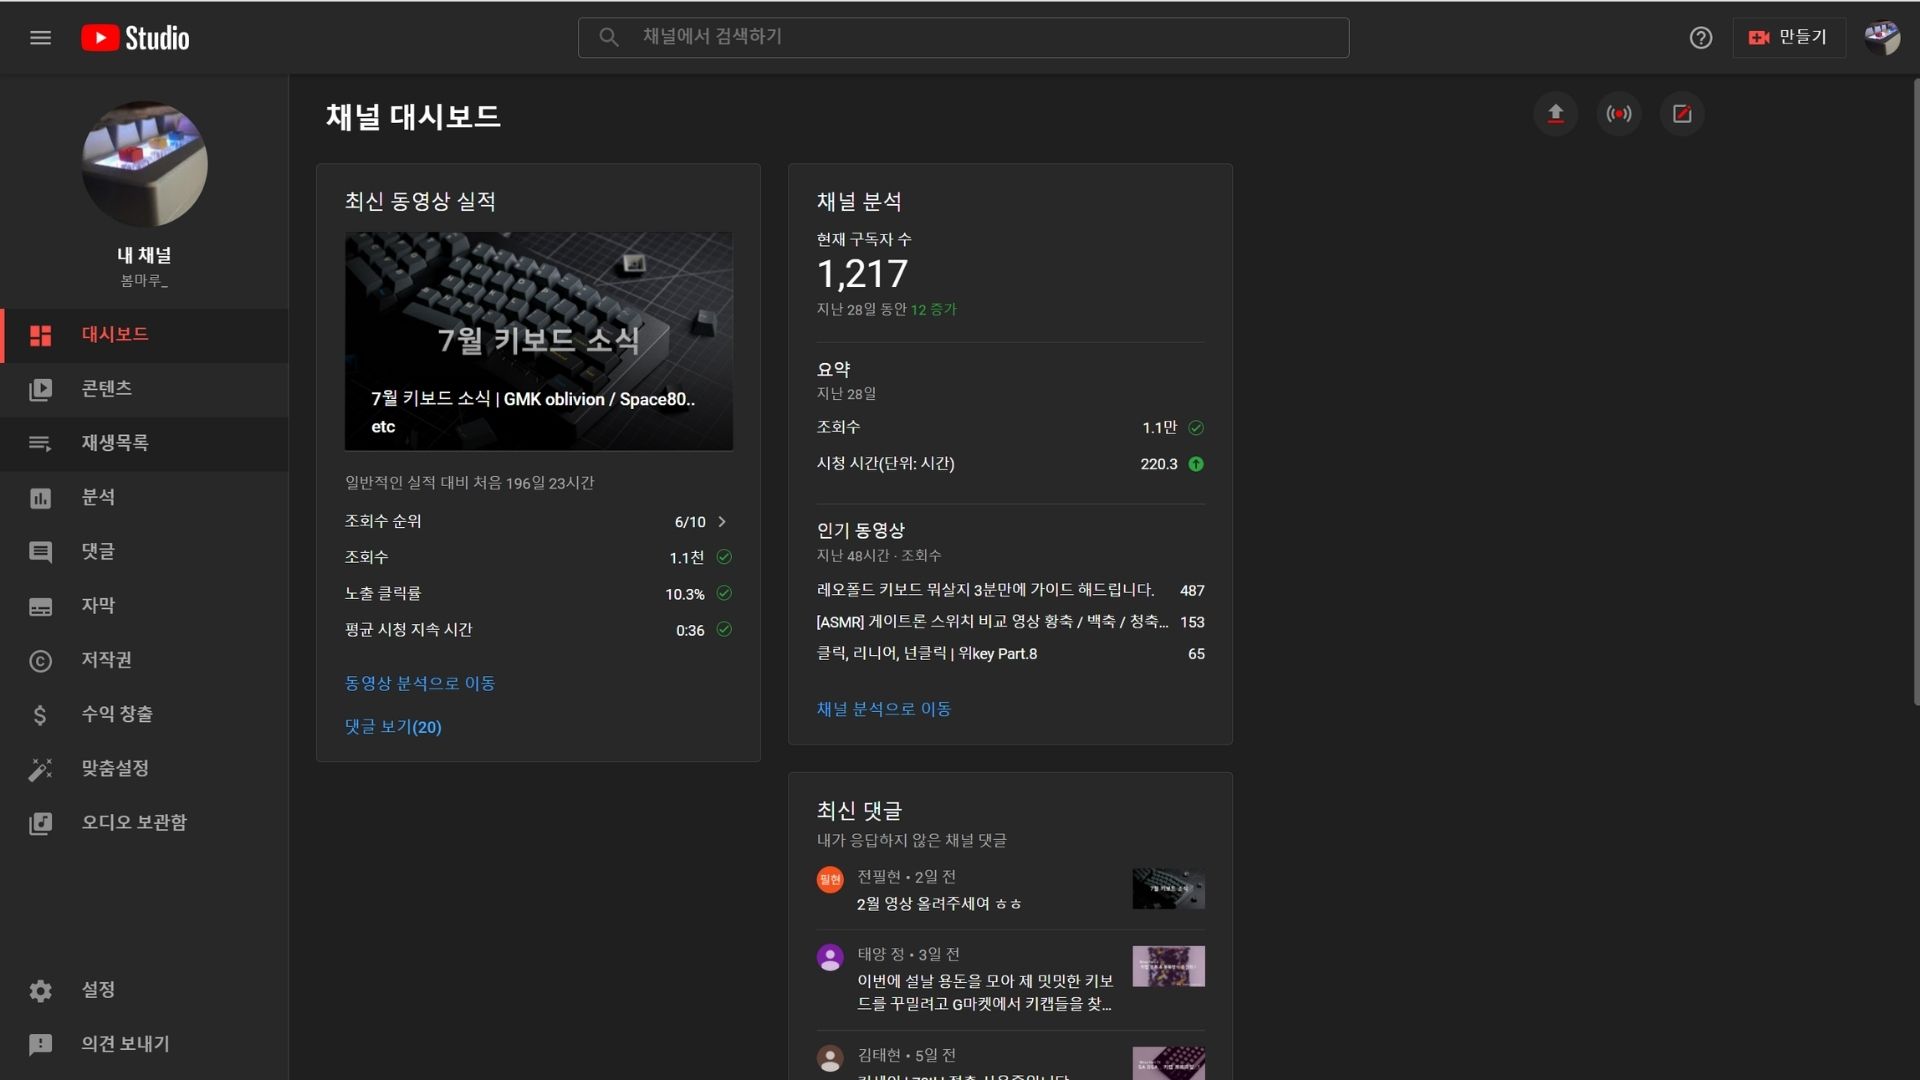 Studio
채널에서 검색하기
만들기
내 채널
봄마루_
대시보드
콘텐츠
재생목록
분석
댓글
자막
저작권
수익 창출
맞춤설정
오디오 보관함
설정
의견 보내기
채널 대시보드
최신 동영상 실적
7월 키보드 소식
7월 키보드 소식 | GMK oblivion / Space80..
etc
일반적인 실적 대비 처음 196일 23시간
조회수 순위 6/10
조회수 1.1천
노출 클릭률 10.3%
평균 시청 지속 시간 0:36
동영상 분석으로 이동
댓글 보기(20)
채널 분석
현재 구독자 수
1,217
지난 28일 동안 12 증가
요약
지난 28일
조회수 1.1만
시청 시간(단위: 시간) 220.3
인기 동영상
지난 48시간 · 조회수
레오폴드 키보드 뭐살지 3분만에 가이드 해드립니다. 487
[ASMR] 게이트론 스위치 비교 영상 황축 / 백축 / 청축... 153
클릭, 리니어, 넌클릭 | 위key Part.8 65
채널 분석으로 이동
최신 댓글
내가 응답하지 않은 채널 댓글
필현
전필현 • 2일 전
2월 영상 올려주세여 ㅎㅎ
7월 키보드 소식
태양 정 • 3일 전
이번에 설날 용돈을 모아 제 밋밋한 키보
드를 꾸밀려고 G마켓에서 키캡들을 찾...
김태현 • 5일 전